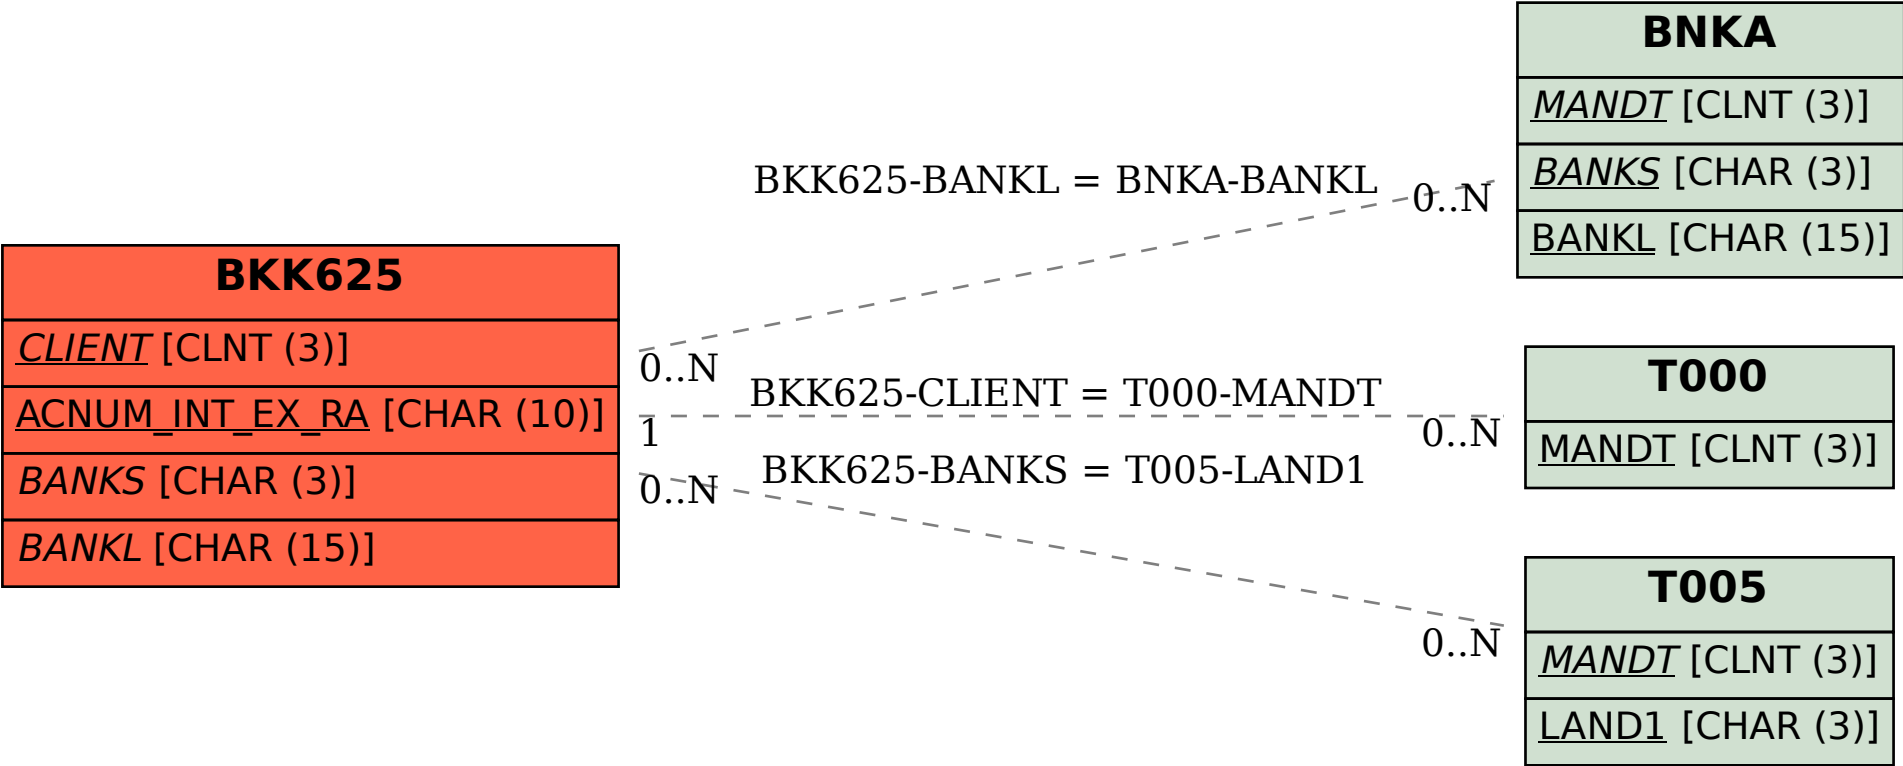 BKK625
CLIENT [CLNT (3)]
ACNUM_INT_EX_RA [CHAR (10)]
BANKS [CHAR (3)]
BANKL [CHAR (15)]
BKK625-BANKL = BNKA-BANKL
0..N
0..N
BKK625-CLIENT = T000-MANDT
1
0..N
BKK625-BANKS = T005-LAND1
0..N
0..N
BNKA
MANDT [CLNT (3)]
BANKS [CHAR (3)]
BANKL [CHAR (15)]
T000
MANDT [CLNT (3)]
T005
MANDT [CLNT (3)]
LAND1 [CHAR (3)]